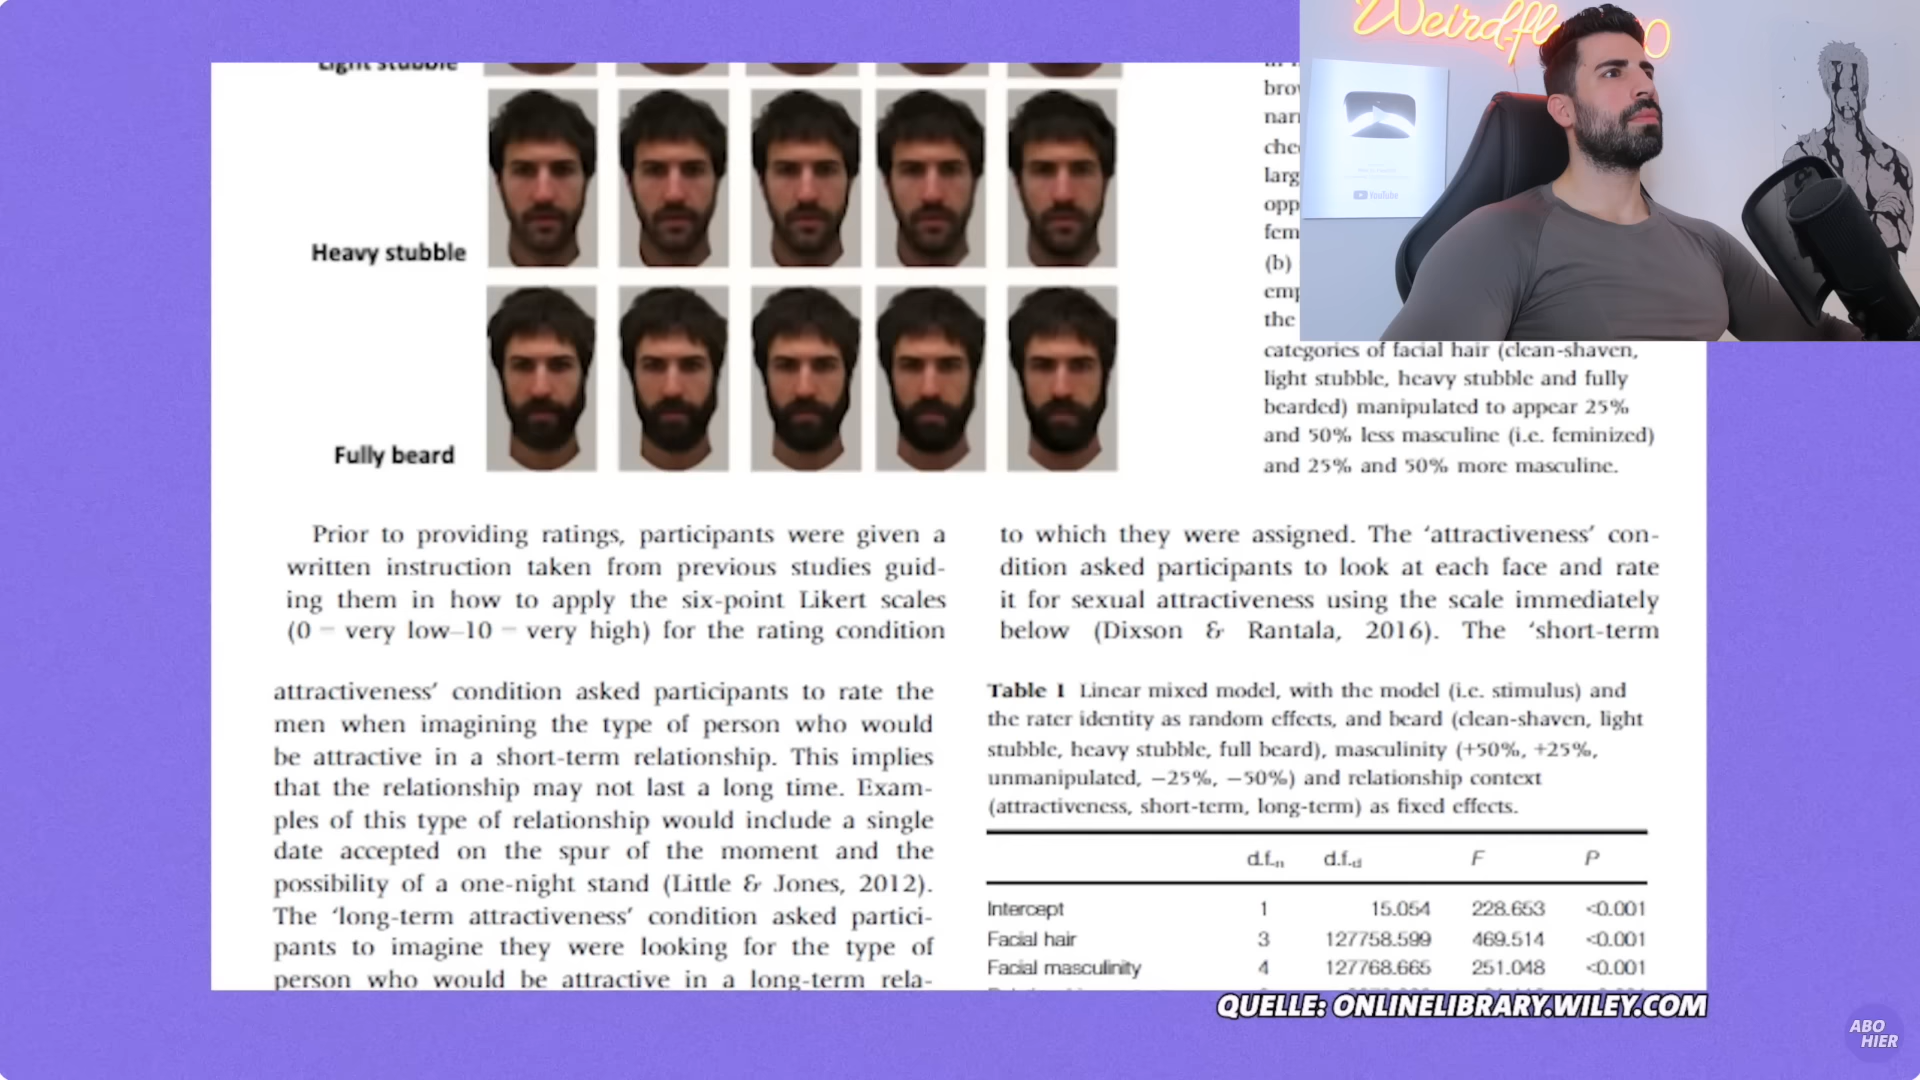 Light stubble
Heavy stubble
Fully beard
(b)
the
categories of facial hair (clean-shaven,
light stubble, heavy stubble and fully
bearded) manipulated to appear 25%
and 50% less masculine (i.e. feminized)
and 25% and 50% more masculine.
Prior to providing ratings, participants were given a
written instruction taken from previous studies guid-
ing them in how to apply the six-point Likert scales
(0 = very low–10 = very high) for the rating condition
to which they were assigned. The ‘attractiveness’ con-
dition asked participants to look at each face and rate
it for sexual attractiveness using the scale immediately
below (Dixson & Rantala, 2016). The ‘short-term
attractiveness’ condition asked participants to rate the
men when imagining the type of person who would
be attractive in a short-term relationship. This implies
that the relationship may not last a long time. Exam-
ples of this type of relationship would include a single
date accepted on the spur of the moment and the
possibility of a one-night stand (Little & Jones, 2012).
The ‘long-term attractiveness’ condition asked partici-
pants to imagine they were looking for the type of
person who would be attractive in a long-term rela-
Table 1 Linear mixed model, with the model (i.e. stimulus) and
the rater identity as random effects, and beard (clean-shaven, light
stubble, heavy stubble, full beard), masculinity (+50%, +25%,
unmanipulated, −25%, −50%) and relationship context
(attractiveness, short-term, long-term) as fixed effects.
d.f.n d.f.d F P
Intercept 1 15.054 228.653 <0.001
Facial hair 3 127758.599 469.514 <0.001
Facial masculinity 4 127768.665 251.048 <0.001
QUELLE: ONLINELIBRARY.WILEY.COM
YouTube
ABO
HIER